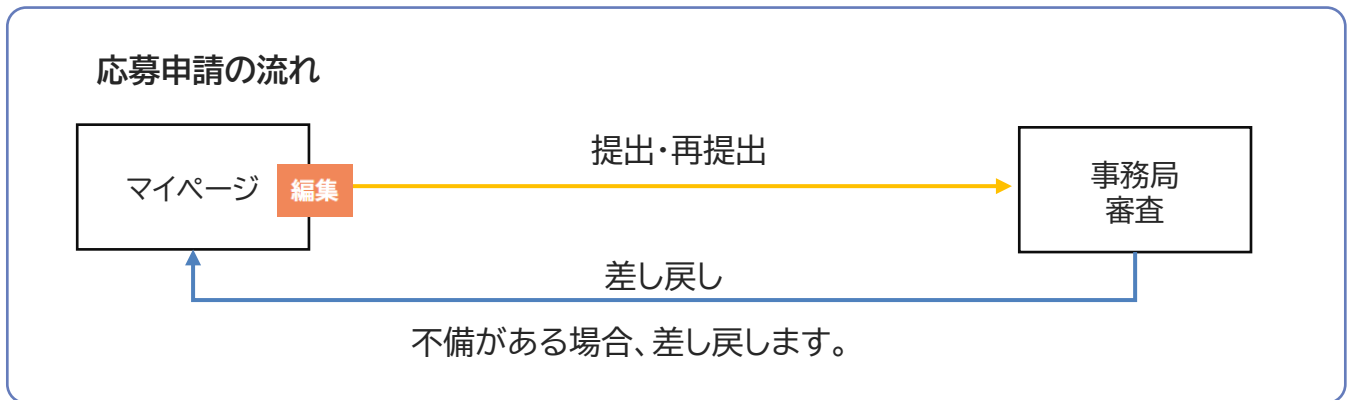 応募申請の流れ
提出・再提出
マイページ
編集
事務局
審査
差し戻し
不備がある場合、差し戻します。